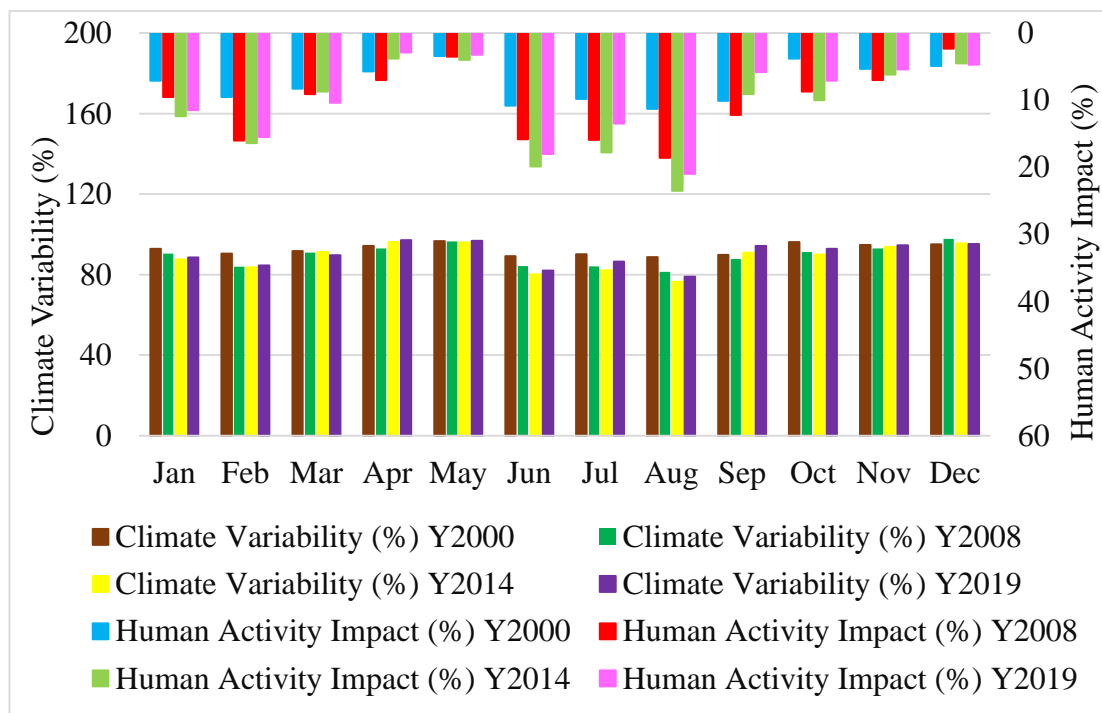 Climate Variability (%)
200
160
120
80
40
0
0
10
20
30
40
50
60
Human Activity Impact (%)
Jan Feb Mar Apr May Jun Jul Aug Sep Oct Nov Dec
Climate Variability (%) Y2000 Climate Variability (%) Y2008
Climate Variability (%) Y2014 Climate Variability (%) Y2019
Human Activity Impact (%) Y2000 Human Activity Impact (%) Y2008
Human Activity Impact (%) Y2014 Human Activity Impact (%) Y2019